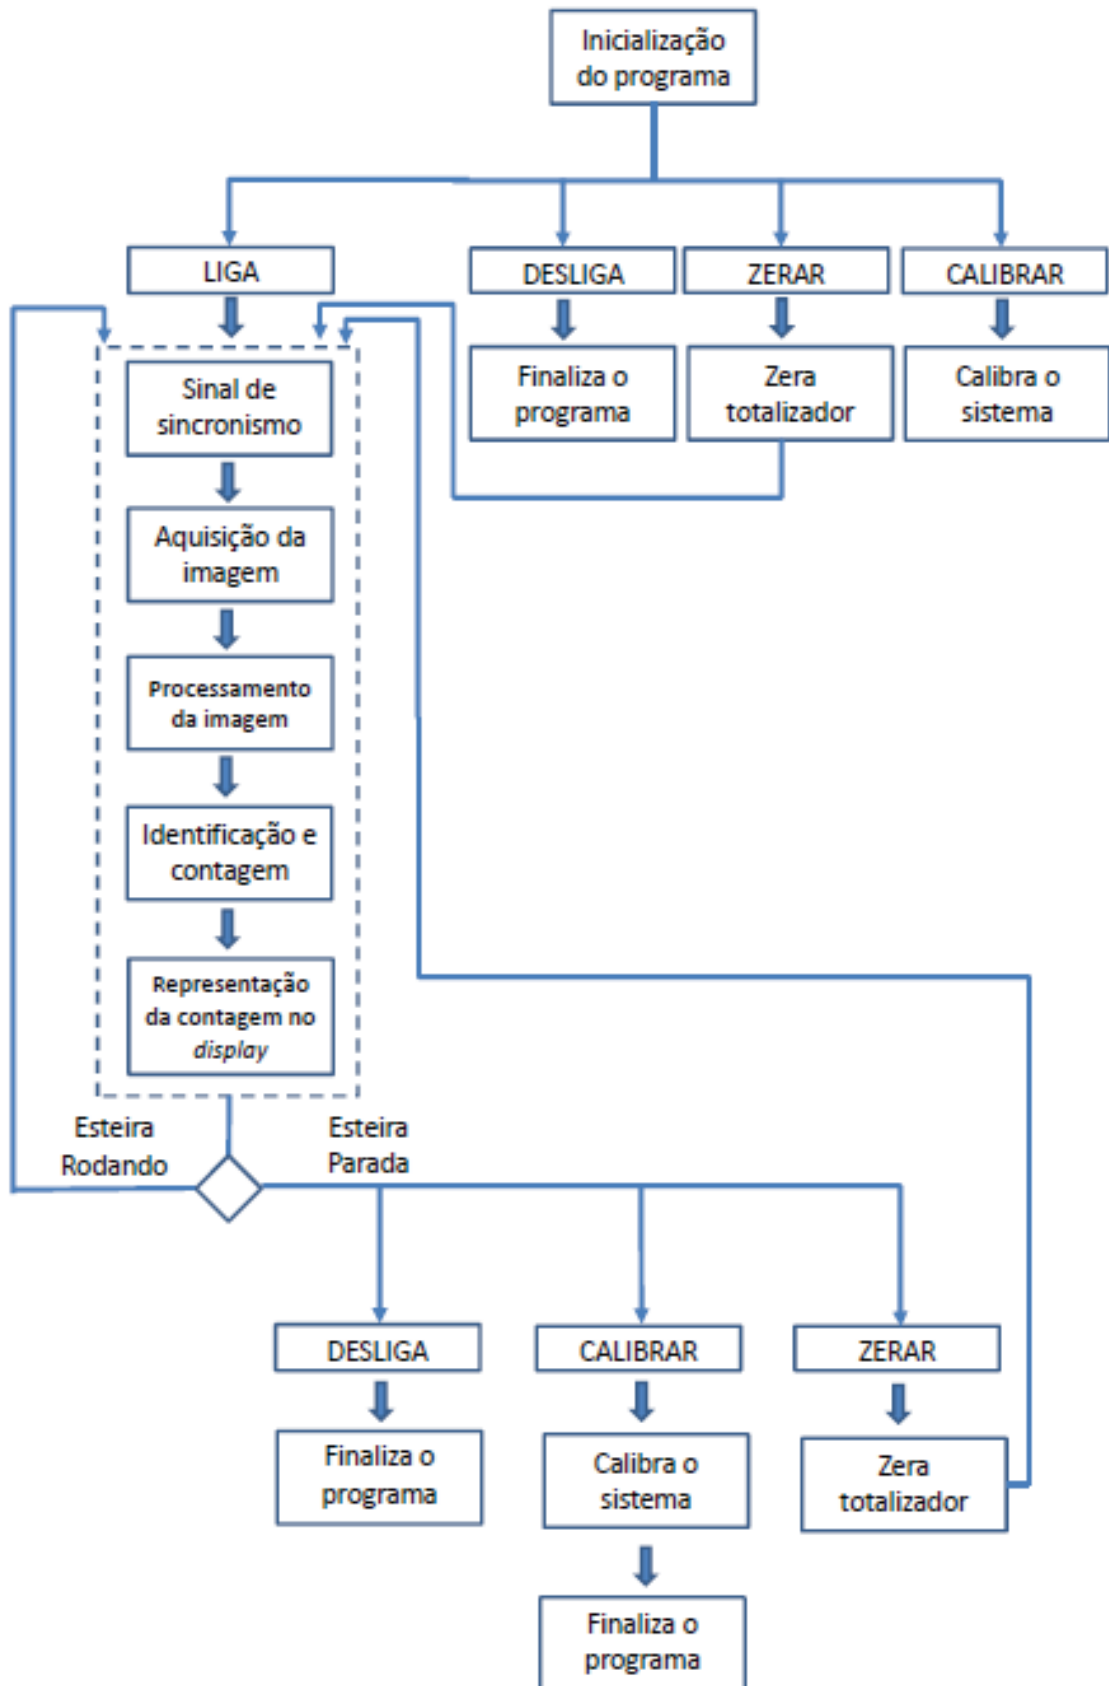 Inicialização
do programa
LIGA
DESLIGA
ZERAR
CALIBRAR
Sinal de
sincronismo
Finaliza o
programa
Zera
totalizador
Calibra o
sistema
Aquisição da
imagem
Processamento
da imagem
Identificação e
contagem
Representação
da contagem no
display
Esteira
Rodando
Esteira
Parada
DESLIGA
CALIBRAR
ZERAR
Finaliza o
programa
Calibra o
sistema
Zera
totalizador
Finaliza o
programa